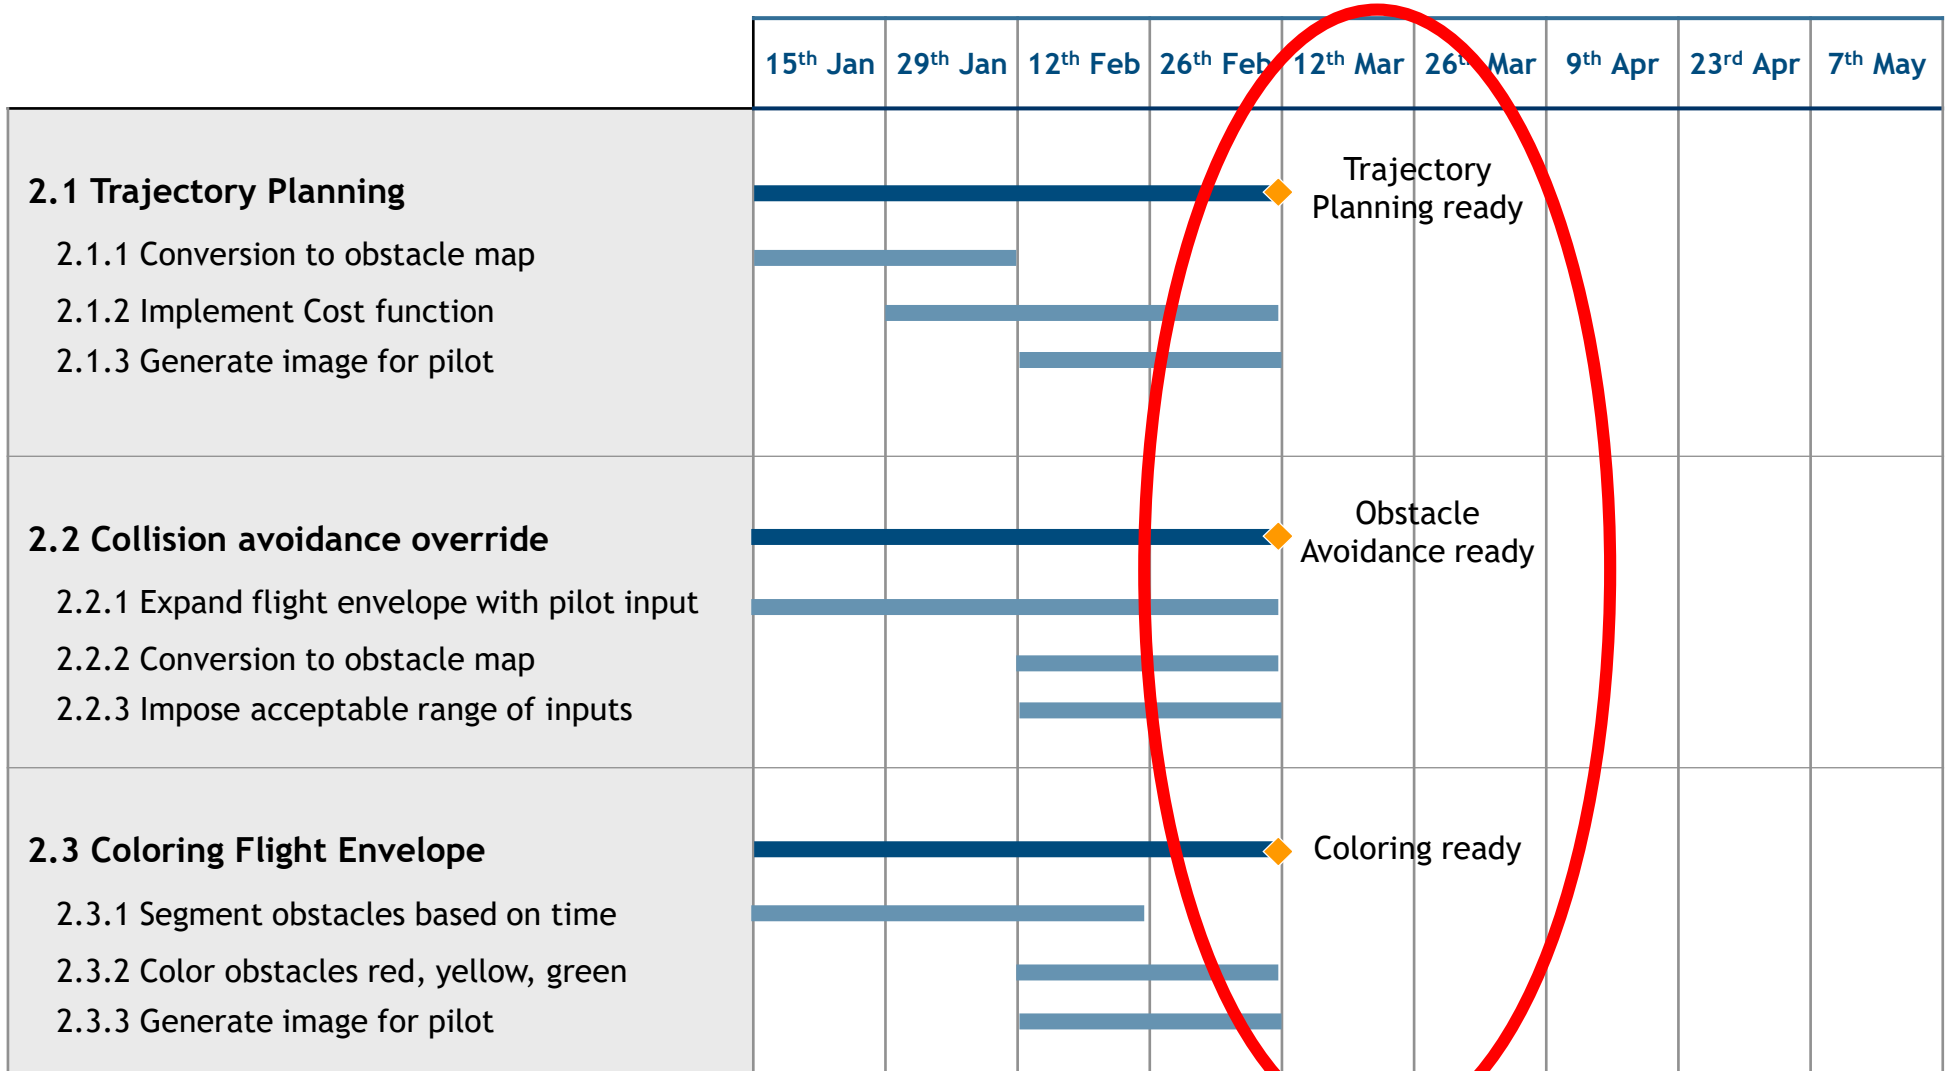 15th Jan 29th Jan 12th Feb 26th Feb 12th Mar 26th Mar 9th Apr 23rd Apr 7th May
2.1 Trajectory Planning
Trajectory
Planning ready
2.1.1 Conversion to obstacle map
2.1.2 Implement Cost function
2.1.3 Generate image for pilot
2.2 Collision avoidance override
Obstacle
Avoidance ready
2.2.1 Expand flight envelope with pilot input
2.2.2 Conversion to obstacle map
2.2.3 Impose acceptable range of inputs
2.3 Coloring Flight Envelope
Coloring ready
2.3.1 Segment obstacles based on time
2.3.2 Color obstacles red, yellow, green
2.3.3 Generate image for pilot